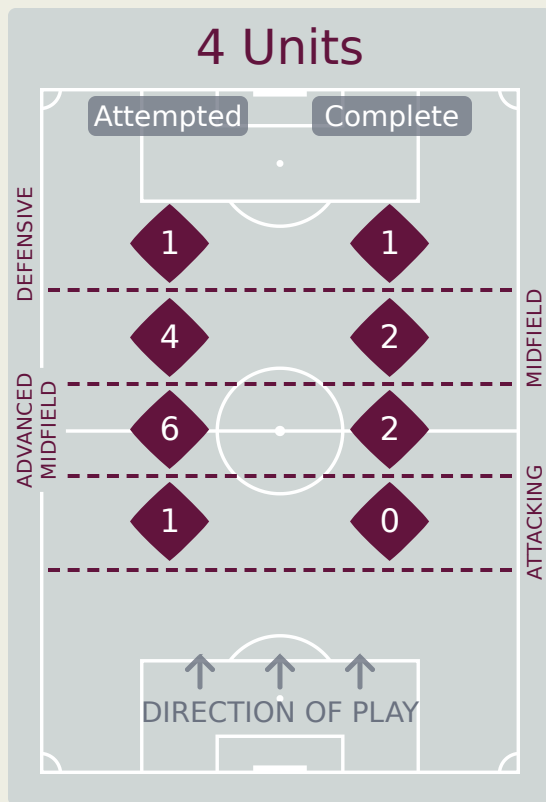 4 Units
Attempted
Complete
DEFENSIVE
1
1
MIDFIELD
4
2
ADVANCED
MIDFIELD
6
2
ATTACKING
1
0
DIRECTION OF PLAY